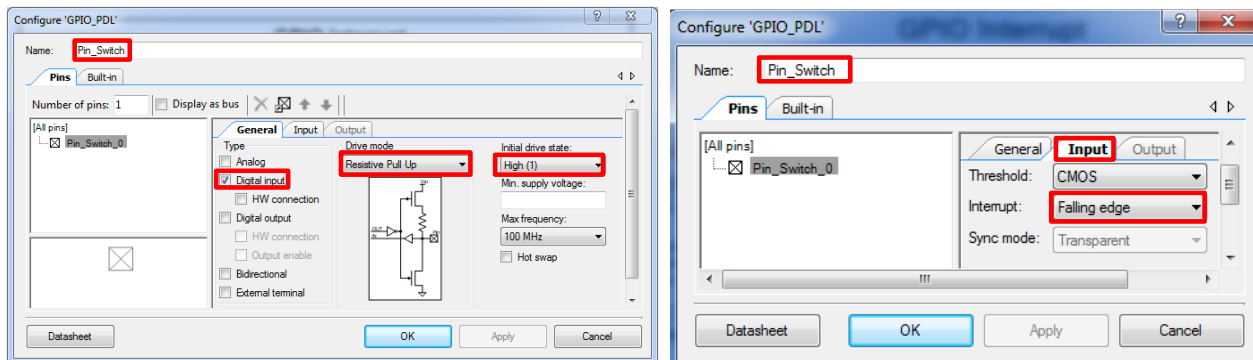 Configure 'GPIO_PDL'
Name: Pin_Switch
Pins Built-in
Number of pins: 1 Display as bus
[All pins]
Pin_Switch_0
General Input Output
Type
Analog
Digital input
HW connection
Digital output
HW connection
Output enable
Bidirectional
External terminal
Drive mode
Resistive Pull Up
Initial drive state:
High (1)
Min. supply voltage:
Max frequency:
100 MHz
Hot swap
Datasheet OK Apply Cancel
Configure 'GPIO_PDL'
GPIO Interrupt
Name: Pin_Switch
Pins Built-in
[All pins]
Pin_Switch_0
General Input Output
Threshold: CMOS
Interrupt: Falling edge
Sync mode: Transparent
Datasheet OK Apply Cancel